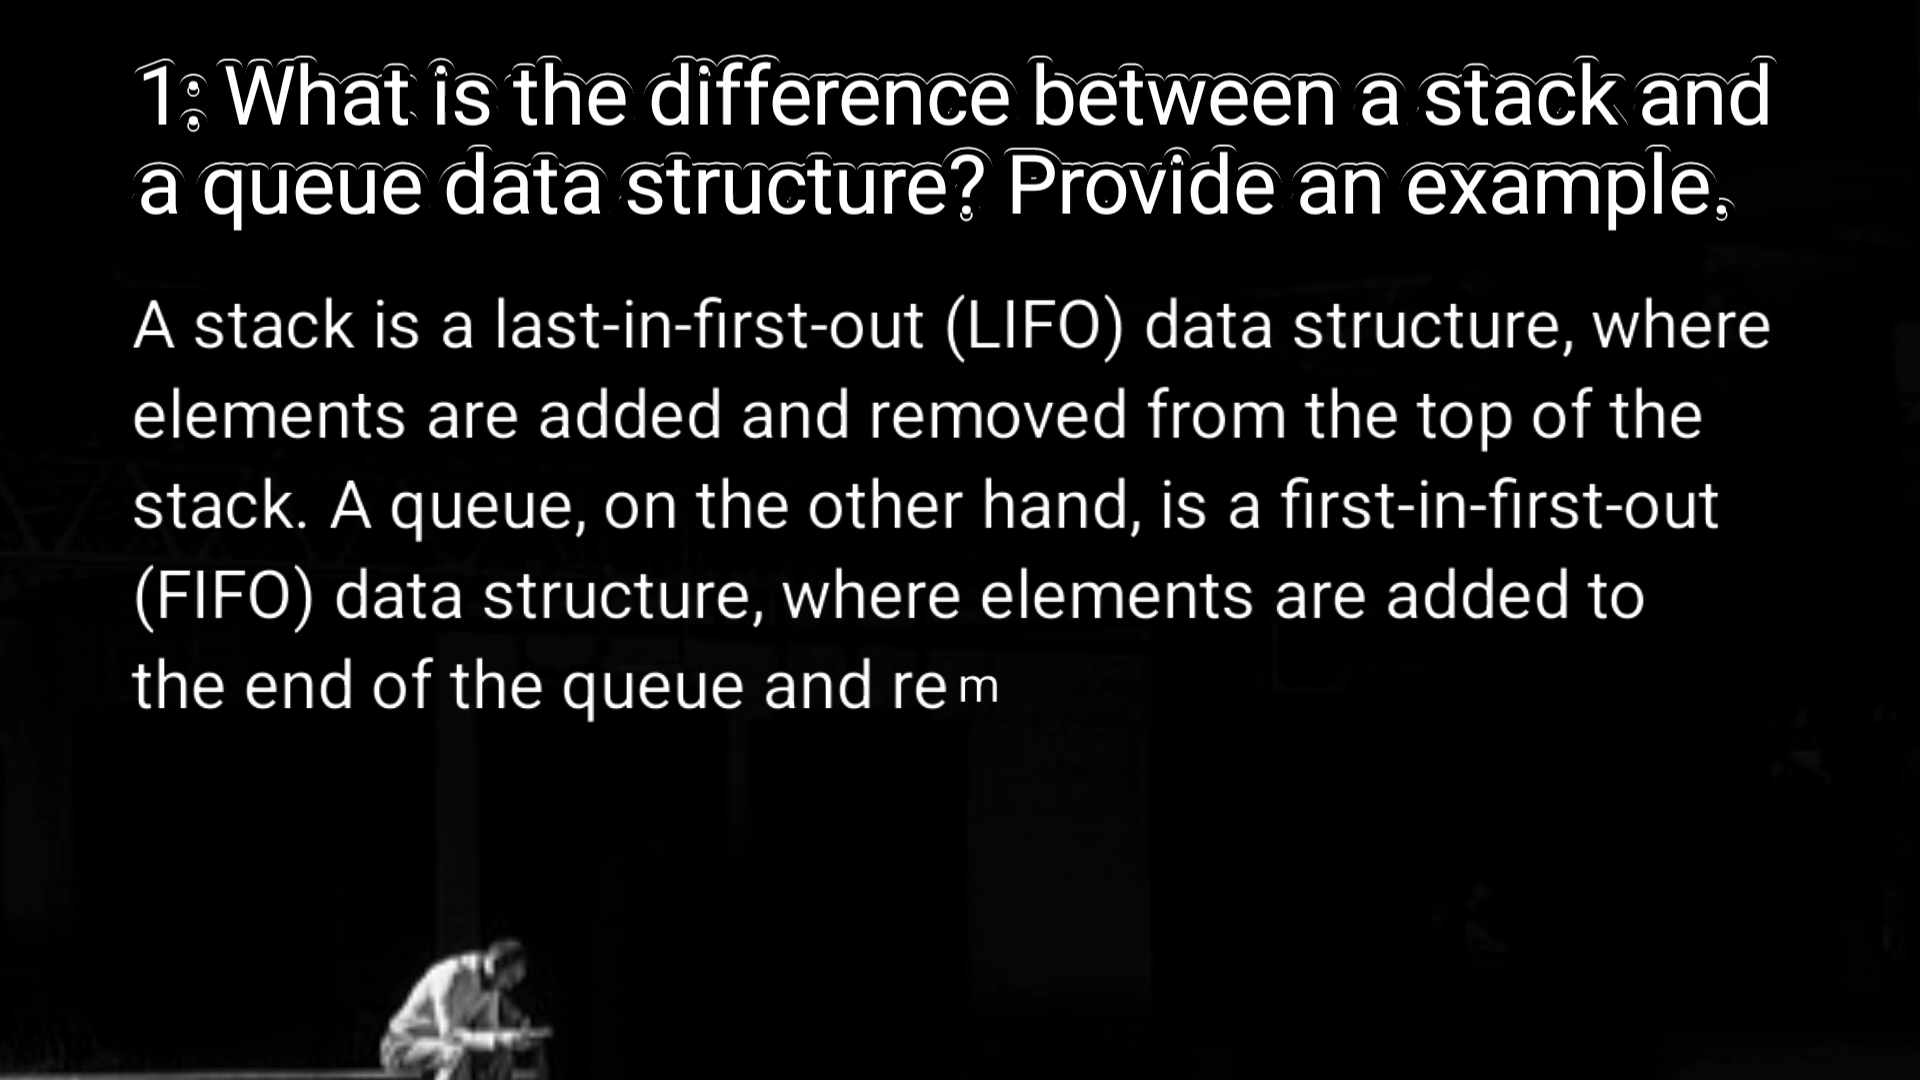 1: What is the difference between a stack and
a queue data structure? Provide an example.
A stack is a last-in-first-out (LIFO) data structure, where
elements are added and removed from the top of the
stack. A queue, on the other hand, is a first-in-first-out
(FIFO) data structure, where elements are added to
the end of the queue and rem